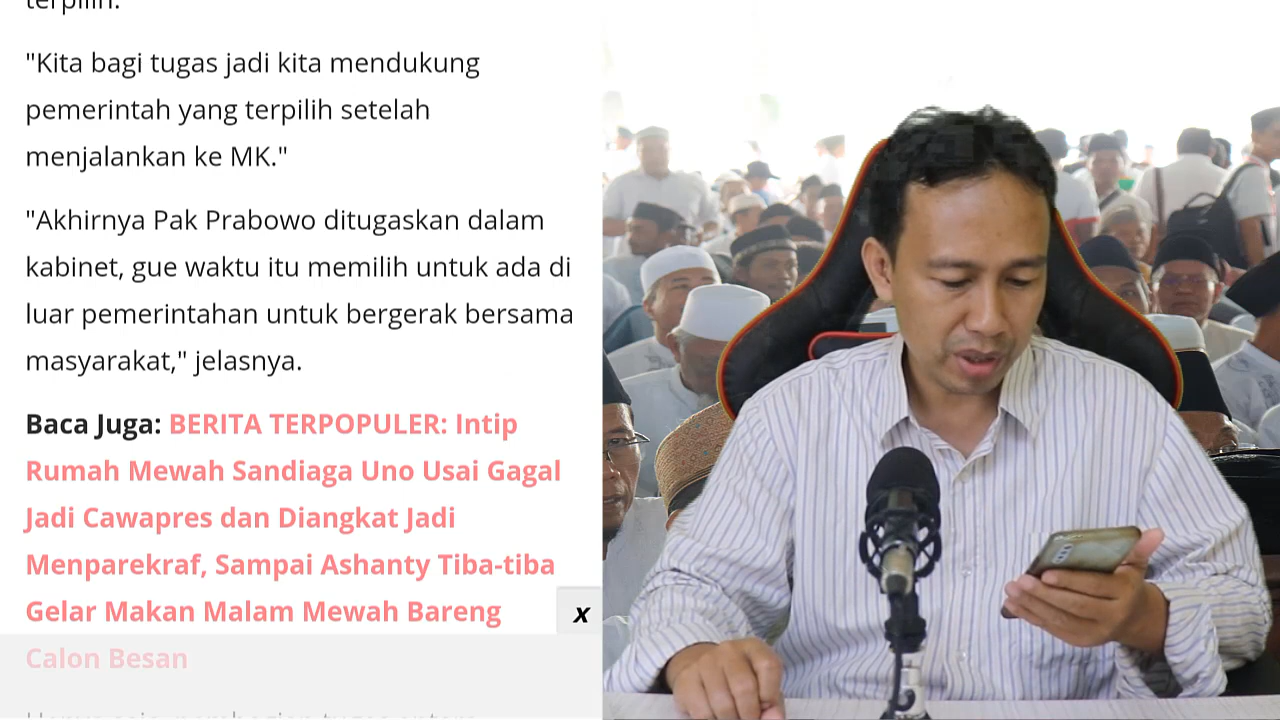 terpilih.
"Kita bagi tugas jadi kita mendukung
pemerintah yang terpilih setelah
menjalankan ke MK."
"Akhirnya Pak Prabowo ditugaskan dalam
kabinet, gue waktu itu memilih untuk ada di
luar pemerintahan untuk bergerak bersama
masyarakat," jelasnya.
Baca Juga: BERITA TERPOPULER: Intip
Rumah Mewah Sandiaga Uno Usai Gagal
Jadi Cawapres dan Diangkat Jadi
Menparekraf, Sampai Ashanty Tiba-tiba
Gelar Makan Malam Mewah Bareng
x
Calon Besan